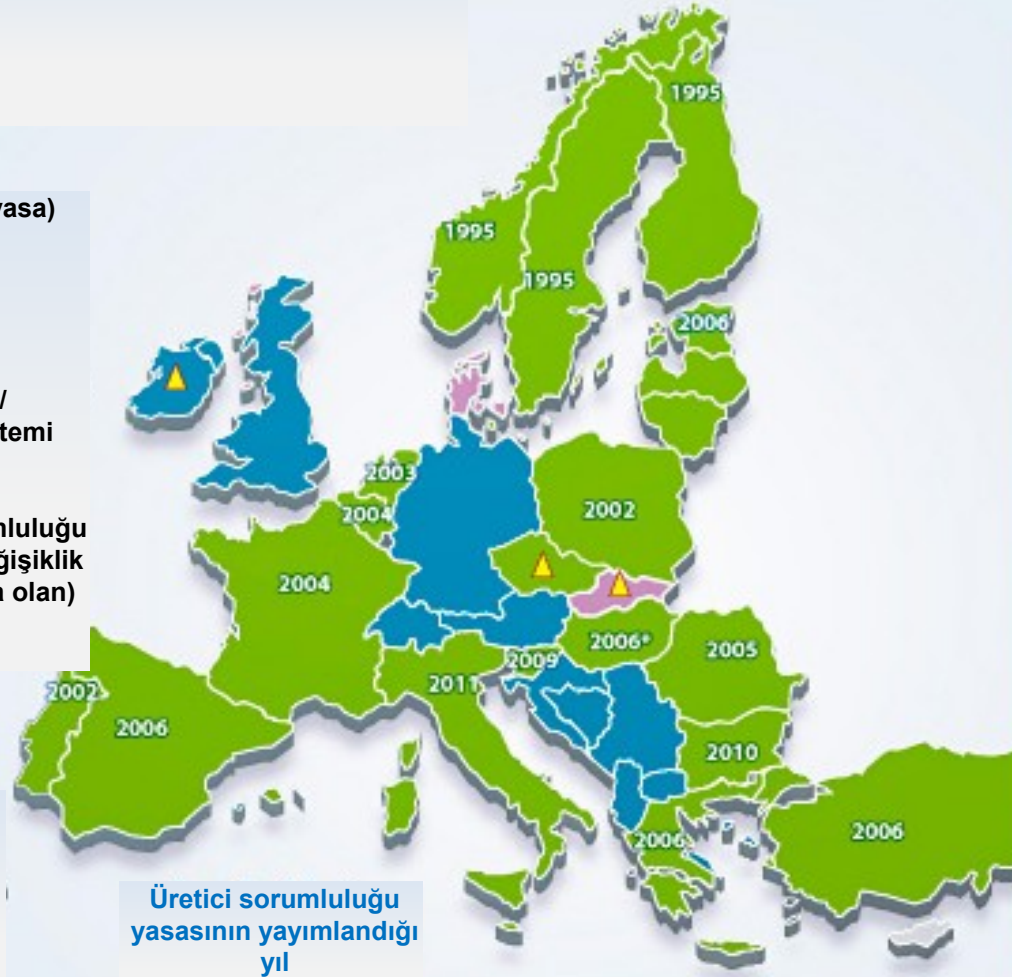 yasa)
/
temi
nluluğu
ğişiklik
a olan)
1995
1995
1995
2006
2003
2004
2002
2004
2006*
2005
2009
2011
2002
2006
2010
2006
2006
Üretici sorumluluğu
yasasının yayımlandığı
yıl